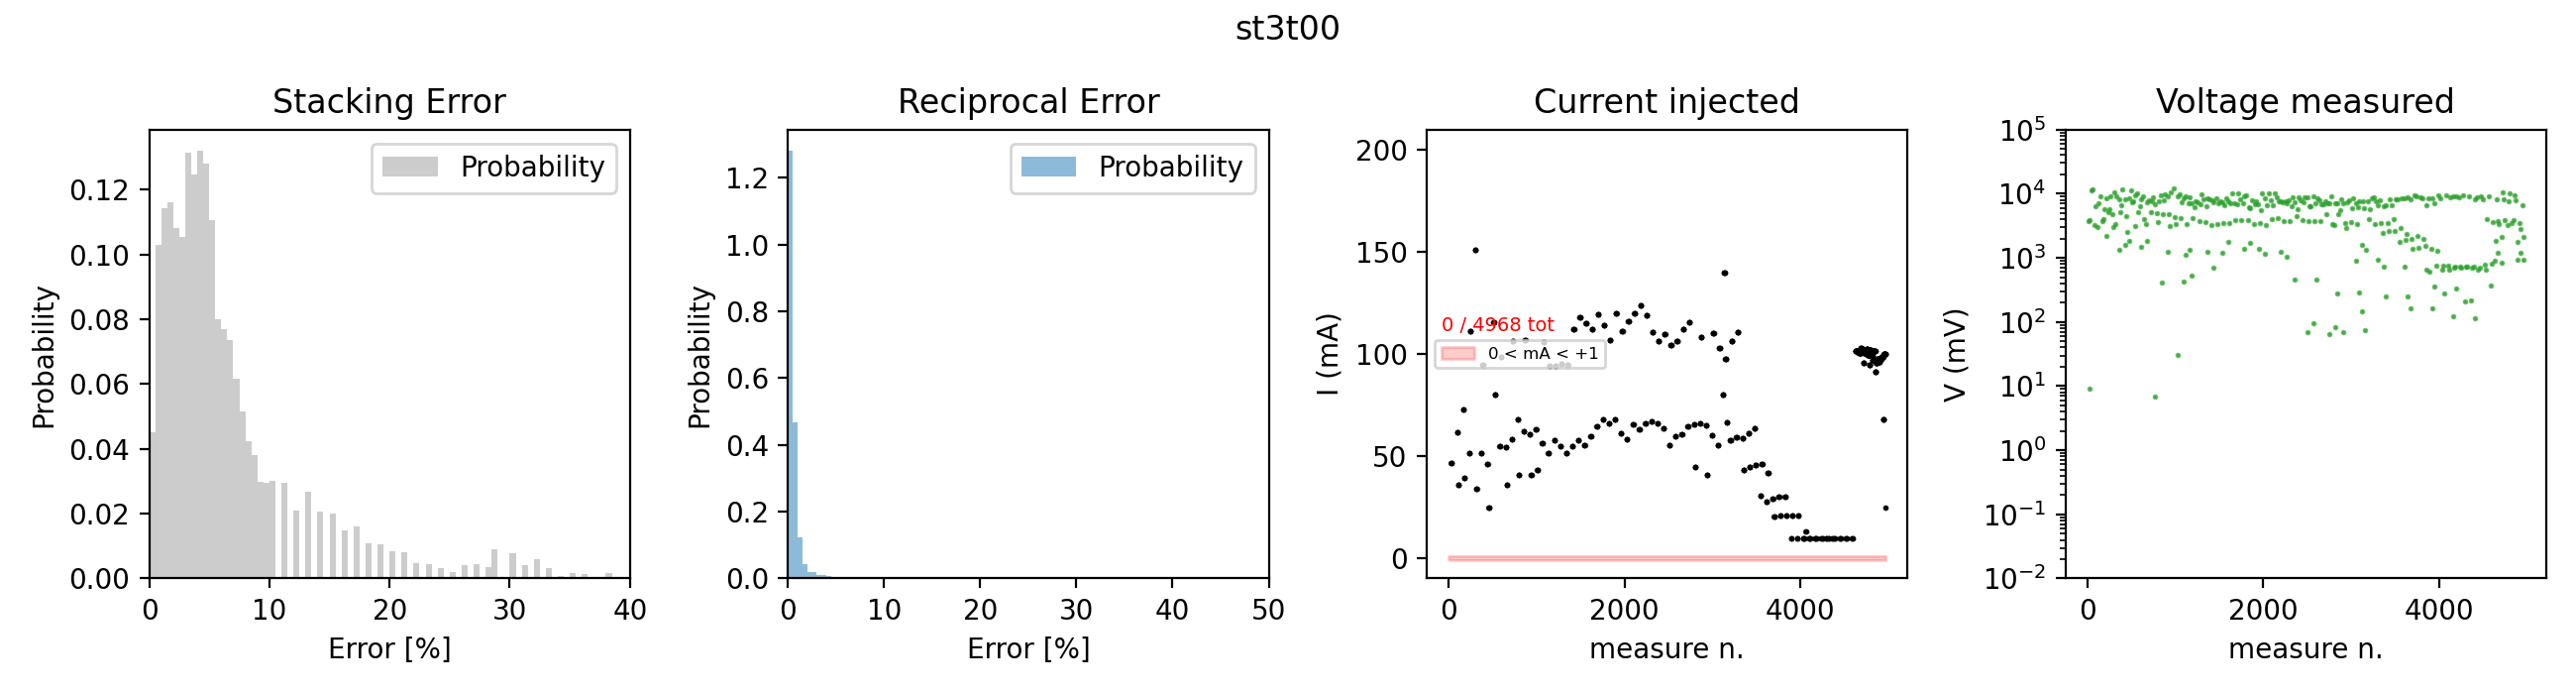 st3t00
Stacking Error
Probability
0.12
0.10
0.08
0.06
0.04
0.02
0.00
0
10
20
30
40
Error [%]
Probability
Reciprocal Error
Probability
1.2
1.0
0.8
0.6
0.4
0.2
0.0
0
10
20
30
40
50
Error [%]
Probability
Current injected
200
150
100
50
0
I (mA)
0 / 4968 tot
0 < mA < +1
0
2000
4000
measure n.
Voltage measured
10^5
10^4
10^3
10^2
10^1
10^0
10^-1
10^-2
V (mV)
0
2000
4000
measure n.